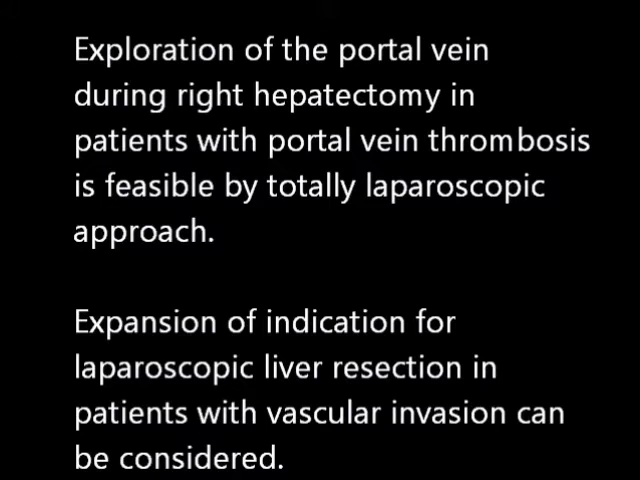 Exploration of the portal vein
during right hepatectomy in
patients with portal vein thrombosis
is feasible by totally laparoscopic
approach.
Expansion of indication for
laparoscopic liver resection in
patients with vascular invasion can
be considered.